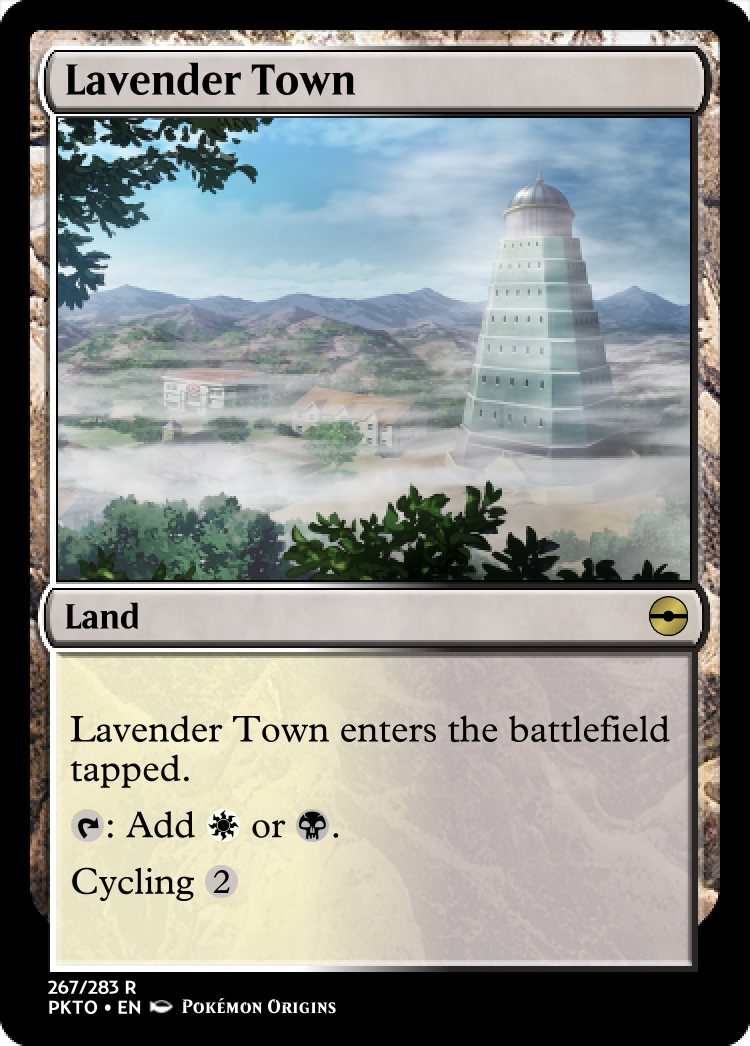 Lavender Town
Land
Lavender Town enters the battlefield
tapped.
: Add or .
Cycling 2
267/283 R
PKTO • EN Pokémon Origins